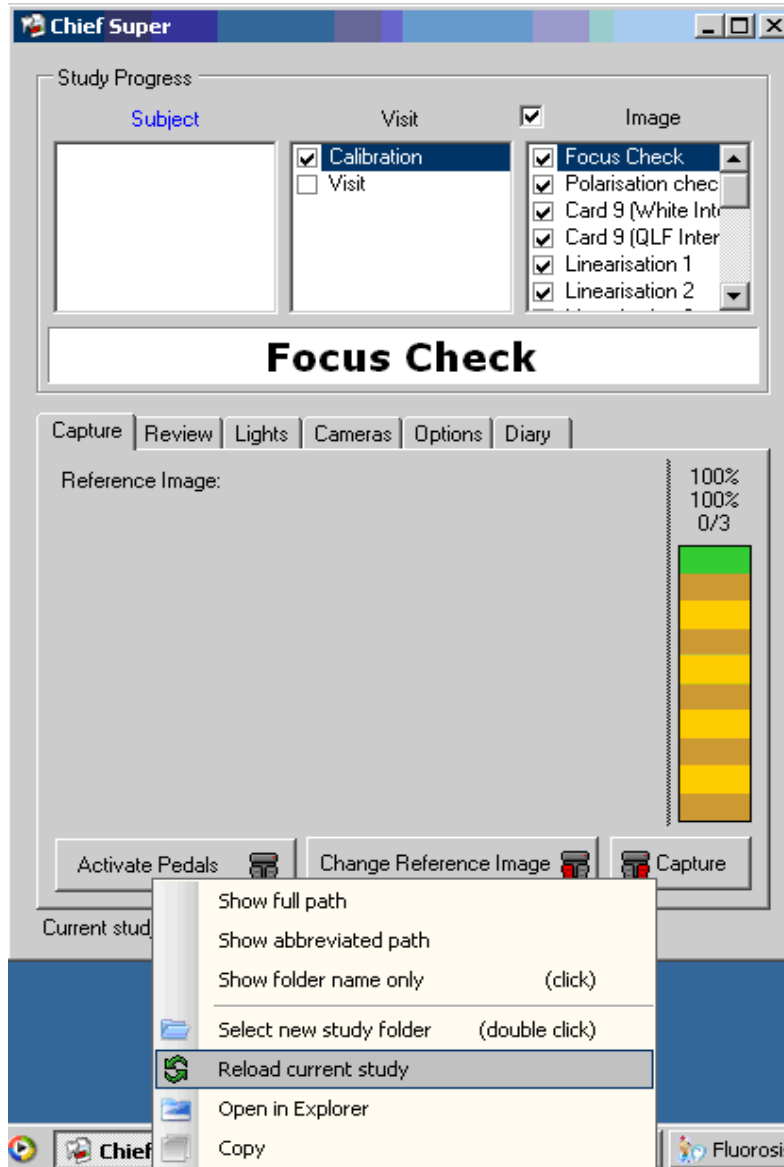 Chief Super
Study Progress
Subject Visit Image
Calibration
Visit
Focus Check
Polarisation chec
Card 9 (White Inte
Card 9 (QLF Inter
Linearisation 1
Linearisation 2
Focus Check
Capture Review Lights Cameras Options Diary
Reference Image:
100%
100%
0/3
Activate Pedals Change Reference Image Capture
Current stud
Show full path
Show abbreviated path
Show folder name only (click)
Select new study folder (double click)
Reload current study
Open in Explorer
Copy
Chief Fluorosi